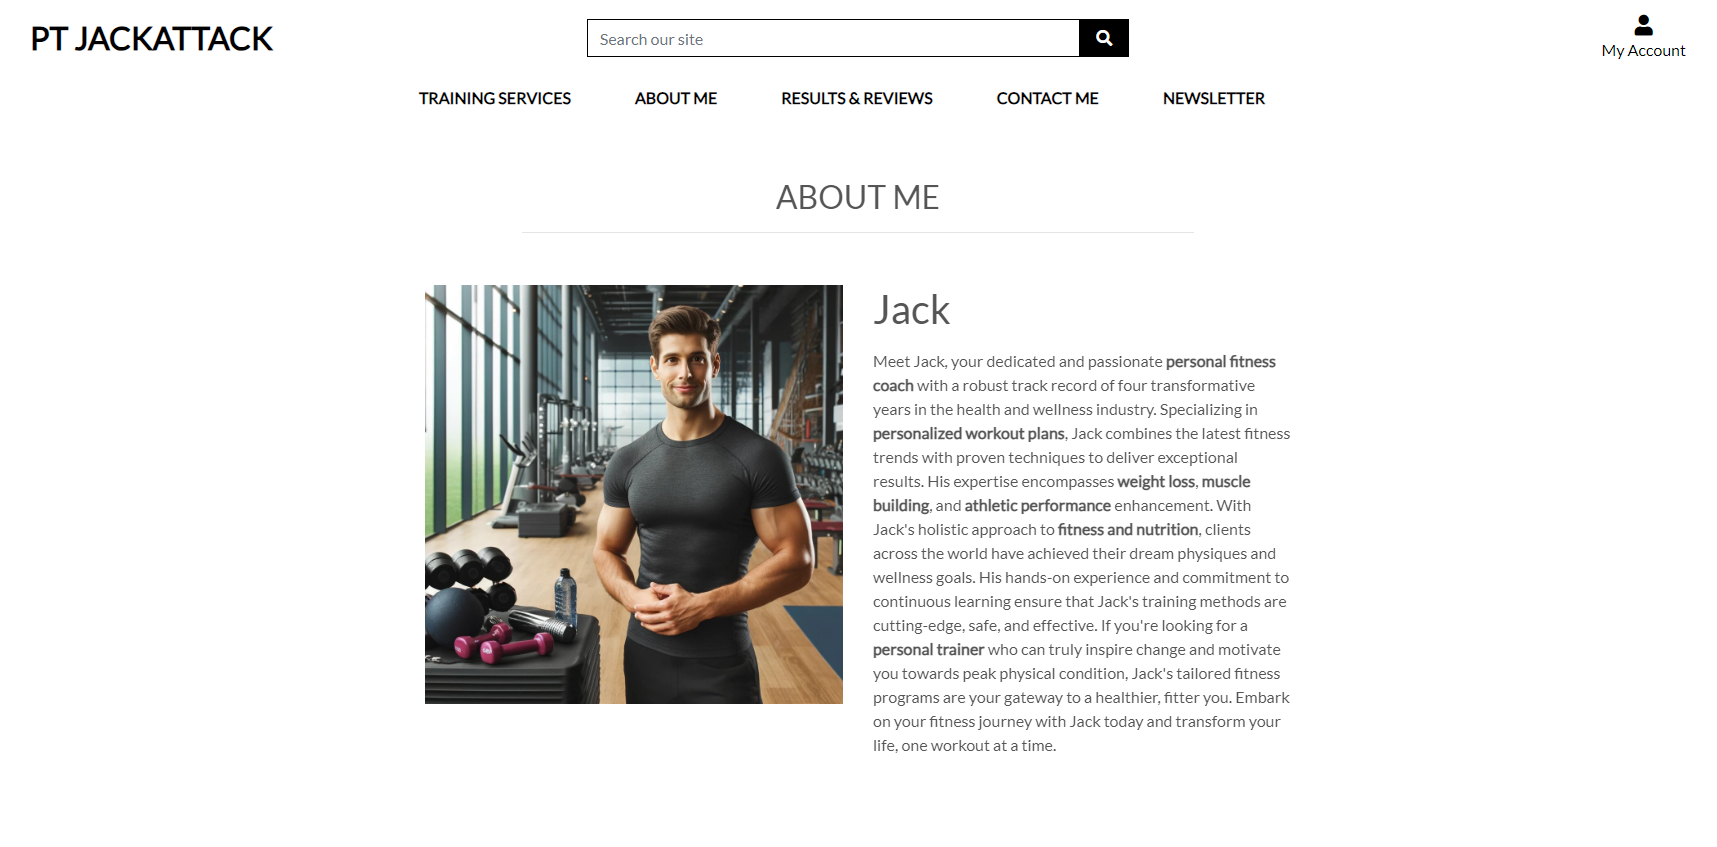 PT JACKATTACK
Search our site
My Account
TRAINING SERVICES ABOUT ME RESULTS & REVIEWS CONTACT ME NEWSLETTER
ABOUT ME
Jack
Meet Jack, your dedicated and passionate personal fitness
coach with a robust track record of four transformative
years in the health and wellness industry. Specializing in
personalized workout plans, Jack combines the latest fitness
trends with proven techniques to deliver exceptional
results. His expertise encompasses weight loss, muscle
building, and athletic performance enhancement. With
Jack's holistic approach to fitness and nutrition, clients
across the world have achieved their dream physiques and
wellness goals. His hands-on experience and commitment to
continuous learning ensure that Jack's training methods are
cutting-edge, safe, and effective. If you're looking for a
personal trainer who can truly inspire change and motivate
you towards peak physical condition, Jack's tailored fitness
programs are your gateway to a healthier, fitter you. Embark
on your fitness journey with Jack today and transform your
life, one workout at a time.